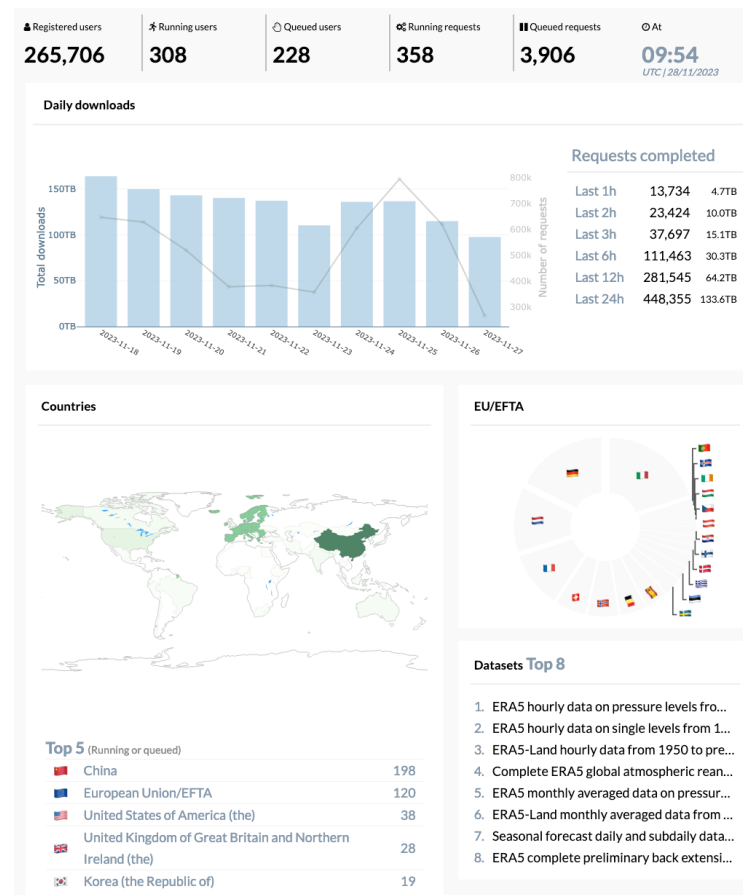 Registered users
Running users
Queued users
Running requests
Queued requests
At
265,706
308
228
358
3,906
09:54
UTC | 28/11/2023
Daily downloads
Total downloads
150TB
100TB
50TB
0TB
800k
700k
600k
500k
400k
300k
Number of requests
2023-11-18
2023-11-19
2023-11-20
2023-11-21
2023-11-22
2023-11-23
2023-11-24
2023-11-25
2023-11-26
2023-11-27
Requests completed
Last 1h 13,734 4.7TB
Last 2h 23,424 10.0TB
Last 3h 37,697 15.1TB
Last 6h 111,463 30.3TB
Last 12h 281,545 64.2TB
Last 24h 448,355 133.6TB
Countries
Top 5 (Running or queued)
China 198
European Union/EFTA 120
United States of America (the) 38
United Kingdom of Great Britain and Northern
Ireland (the) 28
Korea (the Republic of) 19
EU/EFTA
Datasets Top 8
1. ERA5 hourly data on pressure levels fro...
2. ERA5 hourly data on single levels from 1...
3. ERA5-Land hourly data from 1950 to pre...
4. Complete ERA5 global atmospheric rean...
5. ERA5 monthly averaged data on pressur...
6. ERA5-Land monthly averaged data from ...
7. Seasonal forecast daily and subdaily data...
8. ERA5 complete preliminary back extensi...